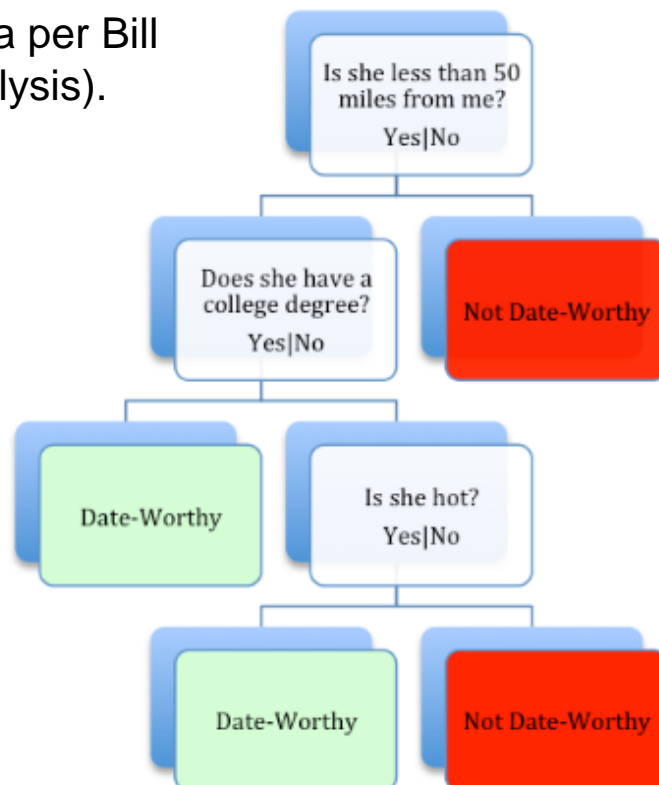 a per Bill
lysis).
Is she less than 50
miles from me?
Yes|No
Does she have a
college degree?
Yes|No
Not Date-Worthy
Date-Worthy
Is she hot?
Yes|No
Date-Worthy
Not Date-Worthy